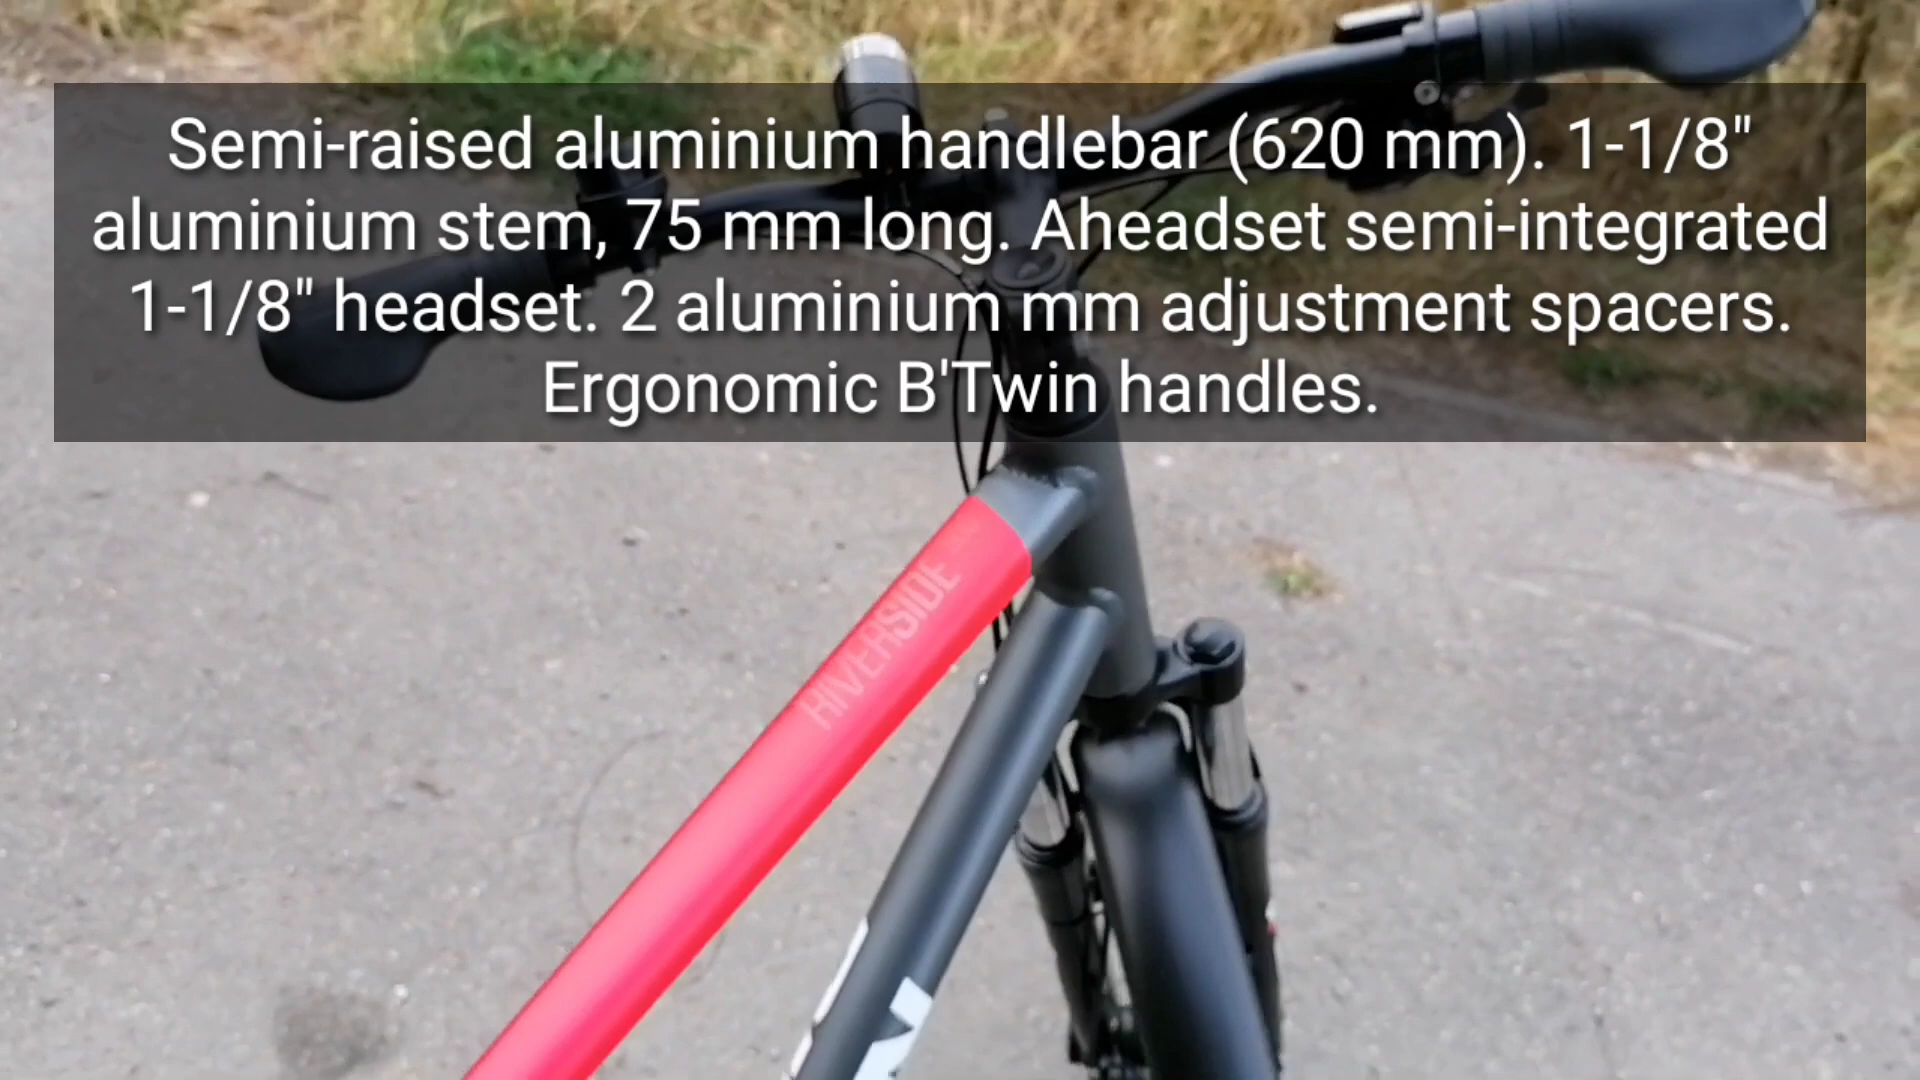 Semi-raised aluminium handlebar (620 mm). 1-1/8"
aluminium stem, 75 mm long. Aheadset semi-integrated
1-1/8" headset. 2 aluminium mm adjustment spacers.
Ergonomic B'Twin handles.
RIVERSIDE